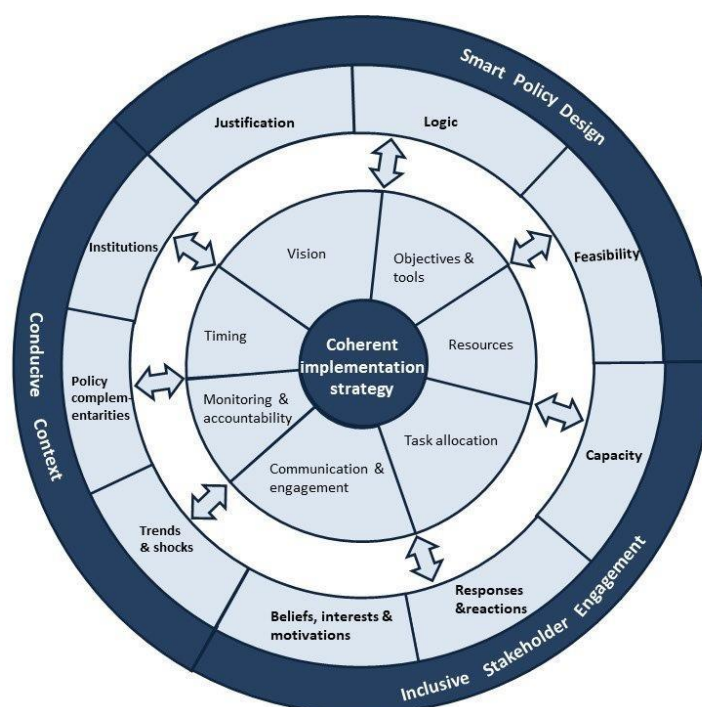 Smart Policy Design
Justification
Logic
Feasibility
Institutions
Policy
complem-
entarities
Trends
& shocks
Conducive Context
Capacity
Responses
&reactions
Beliefs, interests &
motivations
Inclusive Stakeholder Engagement
Vision
Objectives &
tools
Timing
Resources
Monitoring &
accountability
Task allocation
Communication &
engagement
Coherent
implementation
strategy